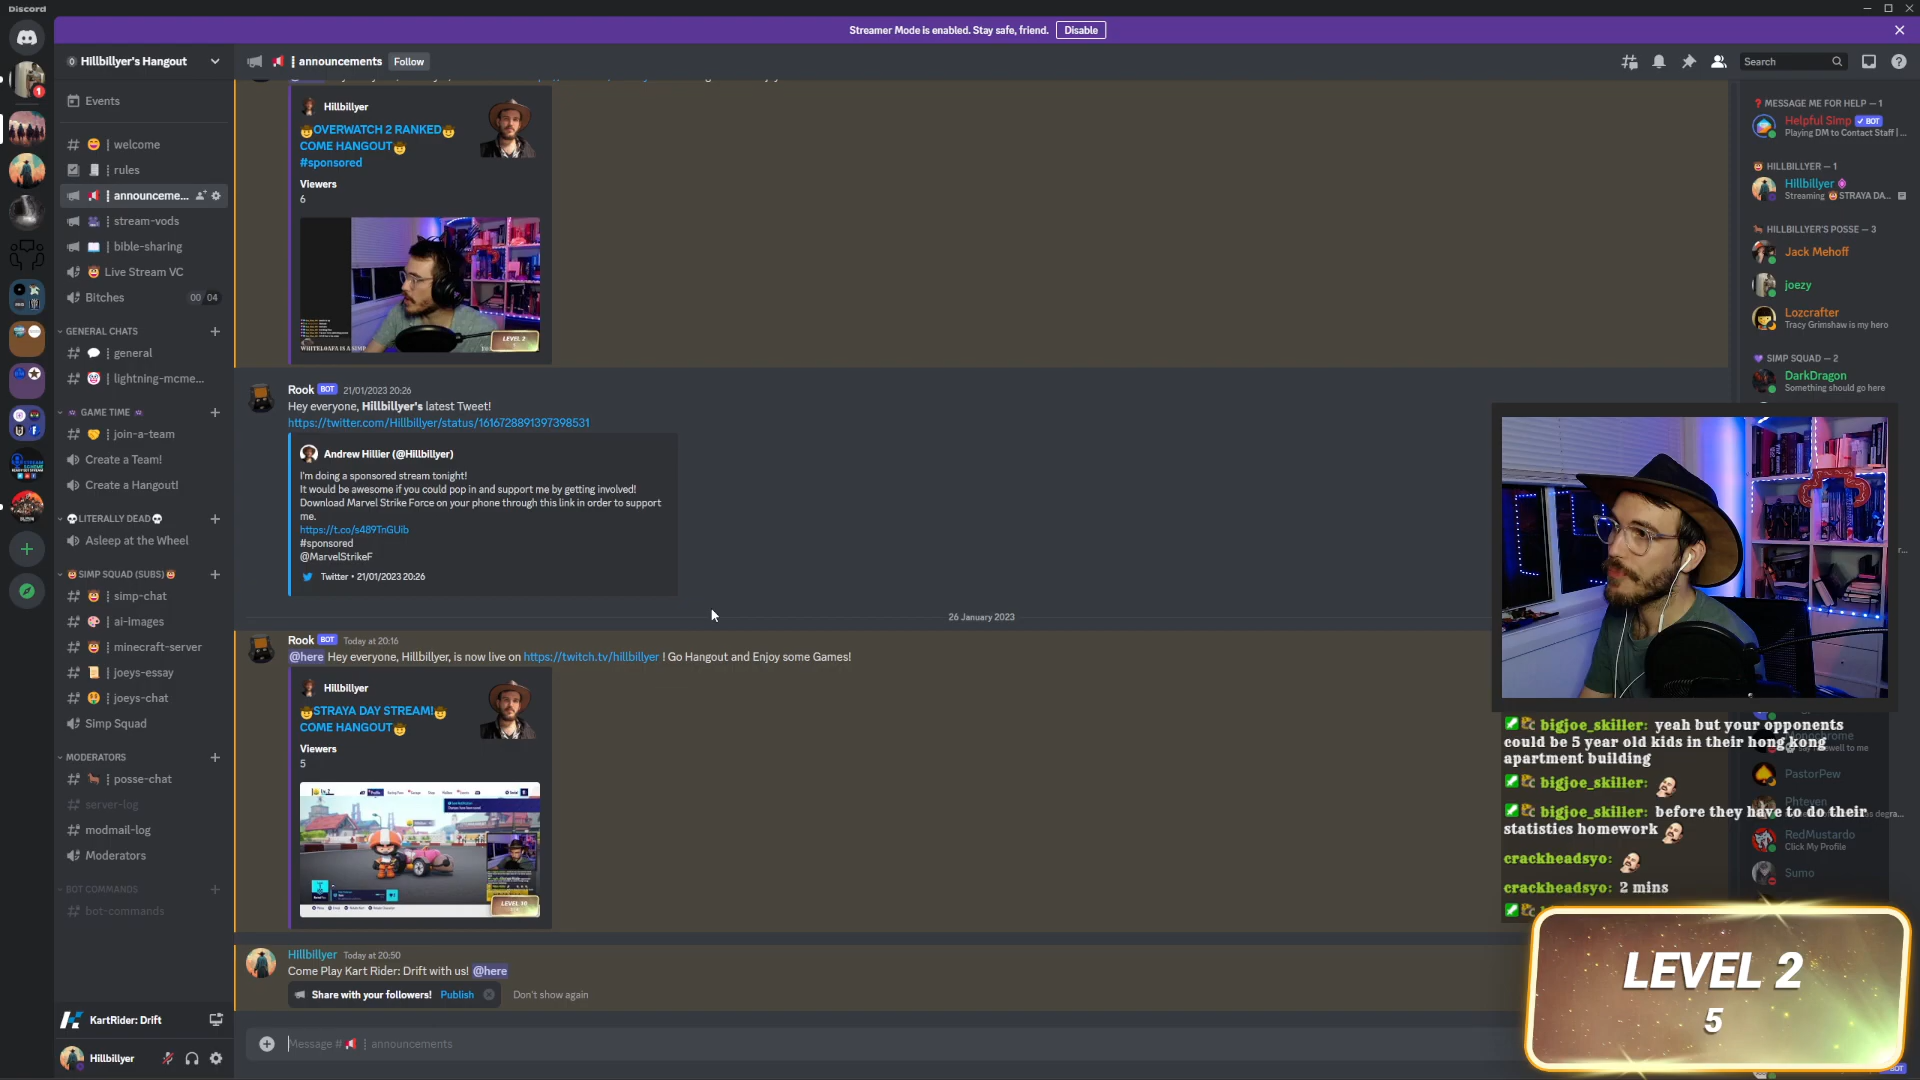 Discord
Streamer Mode is enabled. Stay safe, friend.
Disable
Hillbillyer's Hangout
announcements
Follow
Search
Events
welcome
rules
announceme...
stream-vods
bible-sharing
Live Stream VC
Bitches
00 04
GENERAL CHATS
general
lightning-mcme...
GAME TIME
join-a-team
Create a Team!
Create a Hangout!
LITERALLY DEAD
Asleep at the Wheel
SIMP SQUAD (SUBS)
simp-chat
ai-images
minecraft-server
joeys-essay
joeys-chat
Simp Squad
MODERATORS
posse-chat
server-log
modmail-log
Moderators
BOT COMMANDS
bot-commands
KartRider: Drift
Hillbillyer
Hillbillyer
OVERWATCH 2 RANKED
COME HANGOUT
#sponsored
Viewers
6
LEVEL 2
Rook BOT 21/01/2023 20:26
Hey everyone, Hillbillyer's latest Tweet!
https://twitter.com/Hillbillyer/status/1616728891397398531
Andrew Hillier (@Hillbillyer)
I'm doing a sponsored stream tonight!
It would be awesome if you could pop in and support me by getting involved!
Download Marvel Strike Force on your phone through this link in order to support
me.
https://t.co/s489TnGUib
#sponsored
@MarvelStrikeF
Twitter • 21/01/2023 20:26
26 January 2023
Rook BOT Today at 20:16
@here Hey everyone, Hillbillyer, is now live on https://twitch.tv/hillbillyer ! Go Hangout and Enjoy some Games!
Hillbillyer
STRAYA DAY STREAM!
COME HANGOUT
Viewers
5
LEVEL 10
Hillbillyer Today at 20:50
Come Play Kart Rider: Drift with us! @here
Share with your followers! Publish
Don't show again
Message # announcements
MESSAGE ME FOR HELP — 1
Helpful Simp BOT
Playing DM to Contact Staff | ...
HILLBILLYER — 1
Hillbillyer
Streaming STRAYA DA...
HILLBILLYER'S POSSE — 3
Jack Mehoff
joezy
Lozcrafter
Tracy Grimshaw is my hero
SIMP SQUAD — 2
DarkDragon
Something should go here
bigjoe_skiller: yeah but your opponents
could be 5 year old kids in their hong kong
apartment building
bigjoe_skiller:
bigjoe_skiller: before they have to do their
statistics homework
crackheadsyo:
crackheadsyo: 2 mins
PastorPew
Phteven
RedMustardo
Click My Profile
Sumo
LEVEL 2
5
BOT